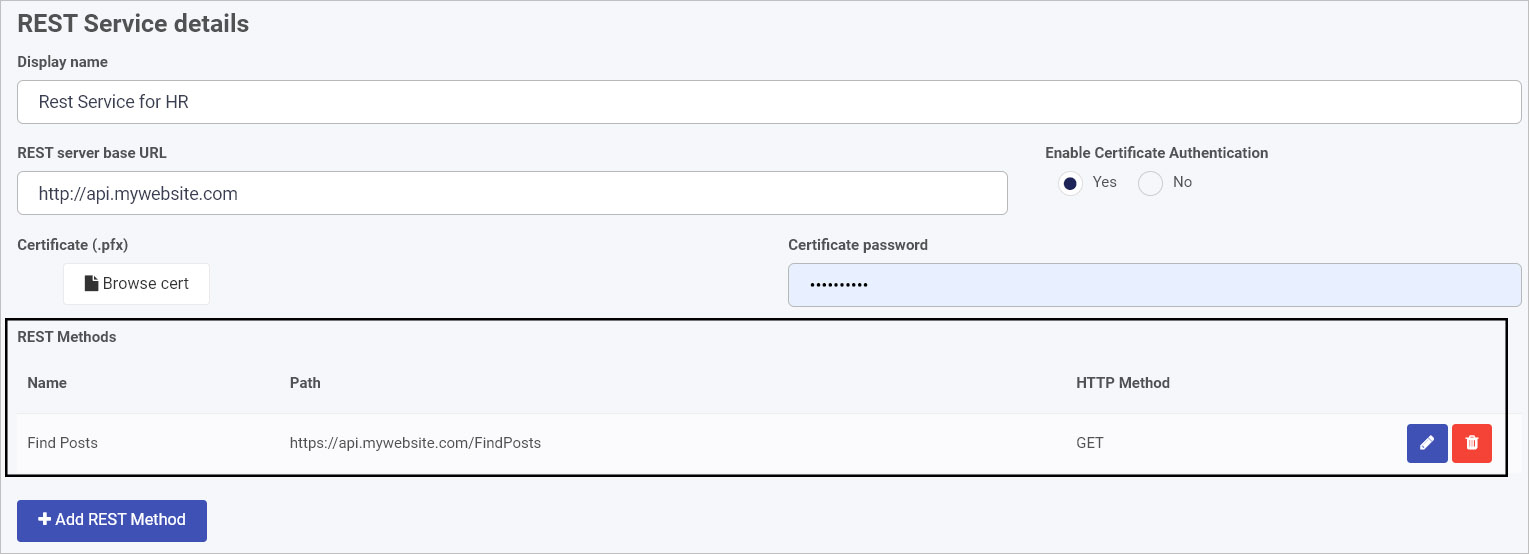 REST Service details
Display name
Rest Service for HR
REST server base URL
Enable Certificate Authentication
http://api.mywebsite.com
Yes
No
Certificate (.pfx)
Certificate password
Browse cert
••••••••••
REST Methods
Name
Path
HTTP Method
Find Posts
https://api.mywebsite.com/FindPosts
GET
Add REST Method